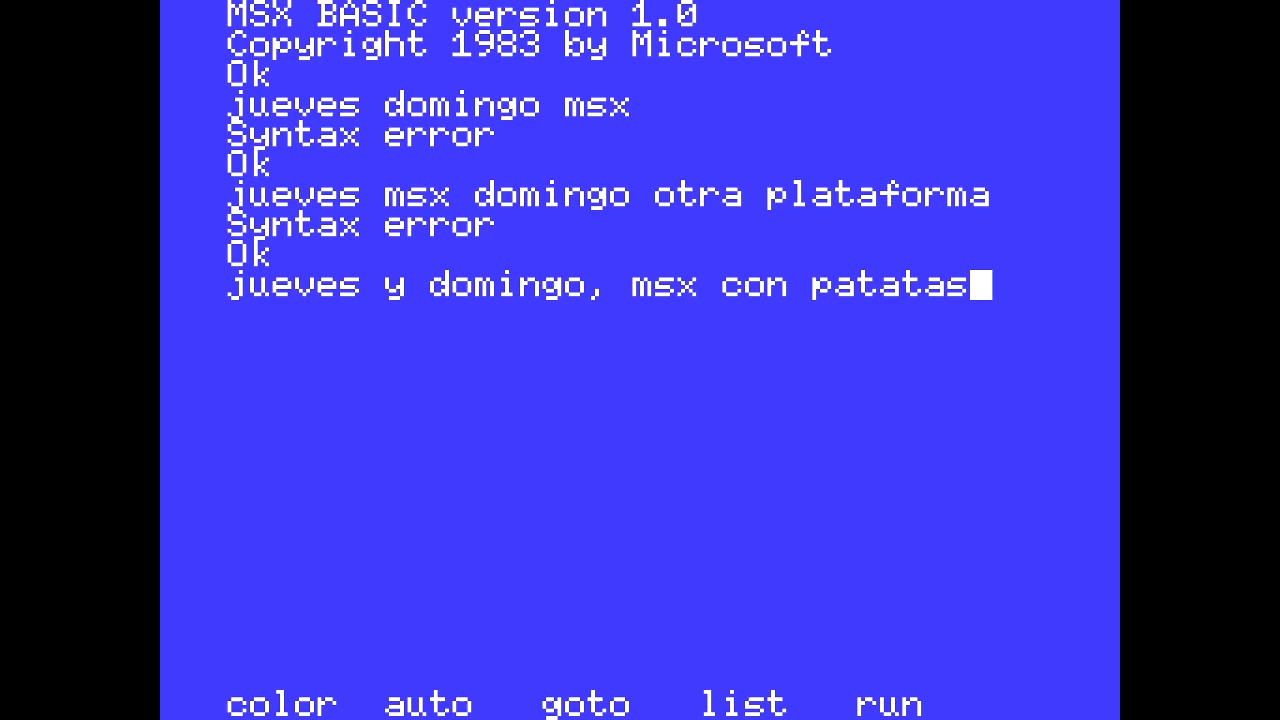 MSX BASIC version 1.0
Copyright 1983 by Microsoft
Ok
jueves domingo msx
Syntax error
Ok
jueves msx domingo otra plataforma
Syntax error
Ok
jueves y domingo, msx con patatas
color auto goto list run